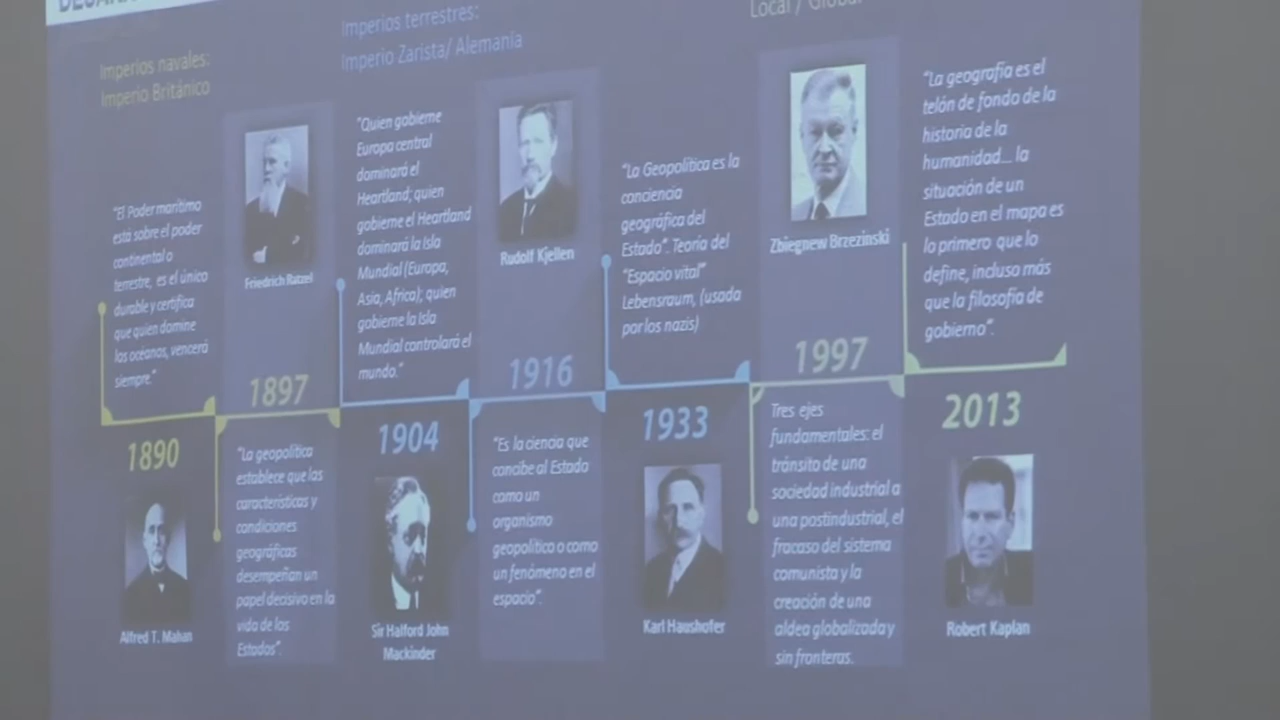 Imperios navales:
Imperio Británico
Imperios terrestres:
Imperio Zarista/ Alemania
Local / Global
"El Poder marítimo
está sobre el poder
continental o
terrestre, es el único
durable y certifica
que quien domine
los océanos, vencerá
siempre."
1890
Alfred T. Mahan
Friedrich Ratzel
1897
"La geopolítica
establece que las
características y
condiciones
geográficas
desempeñan un
papel decisivo en la
vida de los
Estados".
"Quien gobierne
Europa central
dominará el
Heartland; quien
gobierne el Heartland
dominará la Isla
Mundial (Europa,
Asia, África); quien
gobierne la Isla
Mundial controlará el
mundo."
1904
Sir Halford John
Mackinder
Rudolf Kjellen
1916
"Es la ciencia que
concibe al Estado
como un
organismo
geopolítico o como
un fenómeno en el
espacio".
"La Geopolítica es la
conciencia
geográfica del
Estado". Teoría del
"Espacio vital"
Lebensraum, (usada
por los nazis)
1933
Karl Haushofer
Zbiegnew Brzezinski
1997
Tres ejes
fundamentales: el
tránsito de una
sociedad industrial a
una postindustrial, el
fracaso del sistema
comunista y la
creación de una
aldea globalizada y
sin fronteras.
"La geografía es el
telón de fondo de la
historia de la
humanidad... la
situación de un
Estado en el mapa es
lo primero que lo
define, incluso más
que la filosofía de
gobierno".
2013
Robert Kaplan